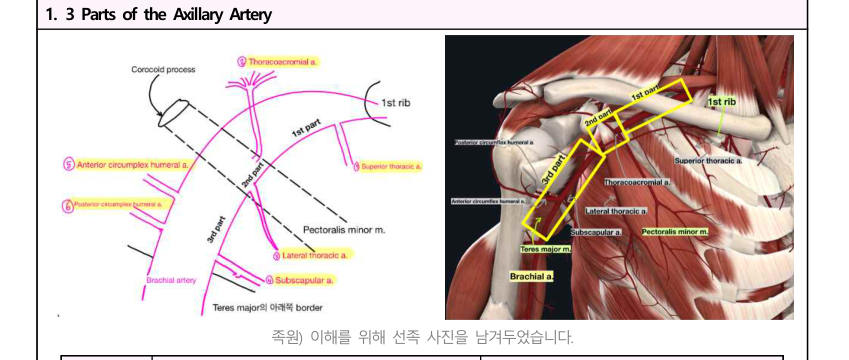 1. 3 Parts of the Axillary Artery
② Thoracoacromial a.
Corocoid process
1st rib
1st part
⑤ Anterior circumplex humeral a.
2nd part
① Superior thoracic a.
⑥ Posterior circumplex humeral a.
3rd part
Pectoralis minor m.
③ Lateral thoracic a.
Brachial artery
④ Subscapular a.
Teres major의 아래쪽 border
1st part
1st rib
2nd part
Posterior circumflex humeral a.
Superior thoracic a.
3rd part
Thoracoacromial a.
Anterior circumflex humeral a.
Lateral thoracic a.
Subscapular a.
Pectoralis minor m.
Teres major m.
Brachial a.
족원) 이해를 위해 선족 사진을 남겨두었습니다.